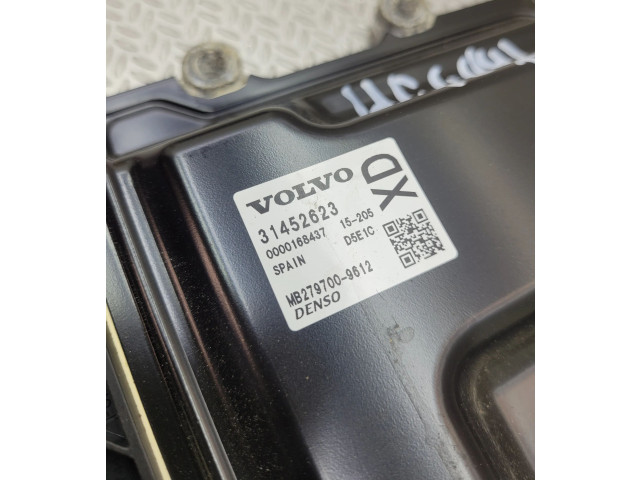 VOLVO
31452623
0000168437 15-205
SPAIN D5E1C
XD
MB279700-9612
DENSO